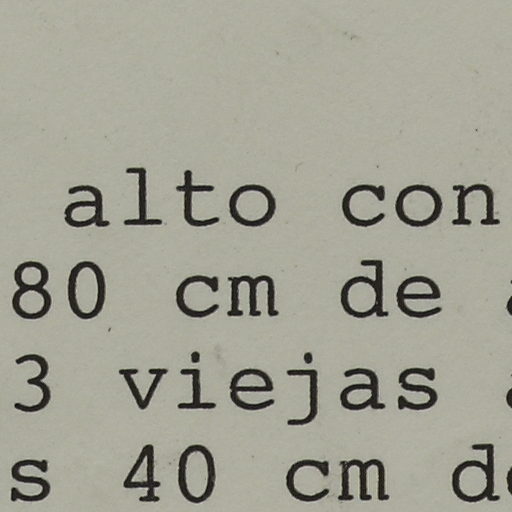 alto con
80 cm de a
3 viejas a
s 40 cm de